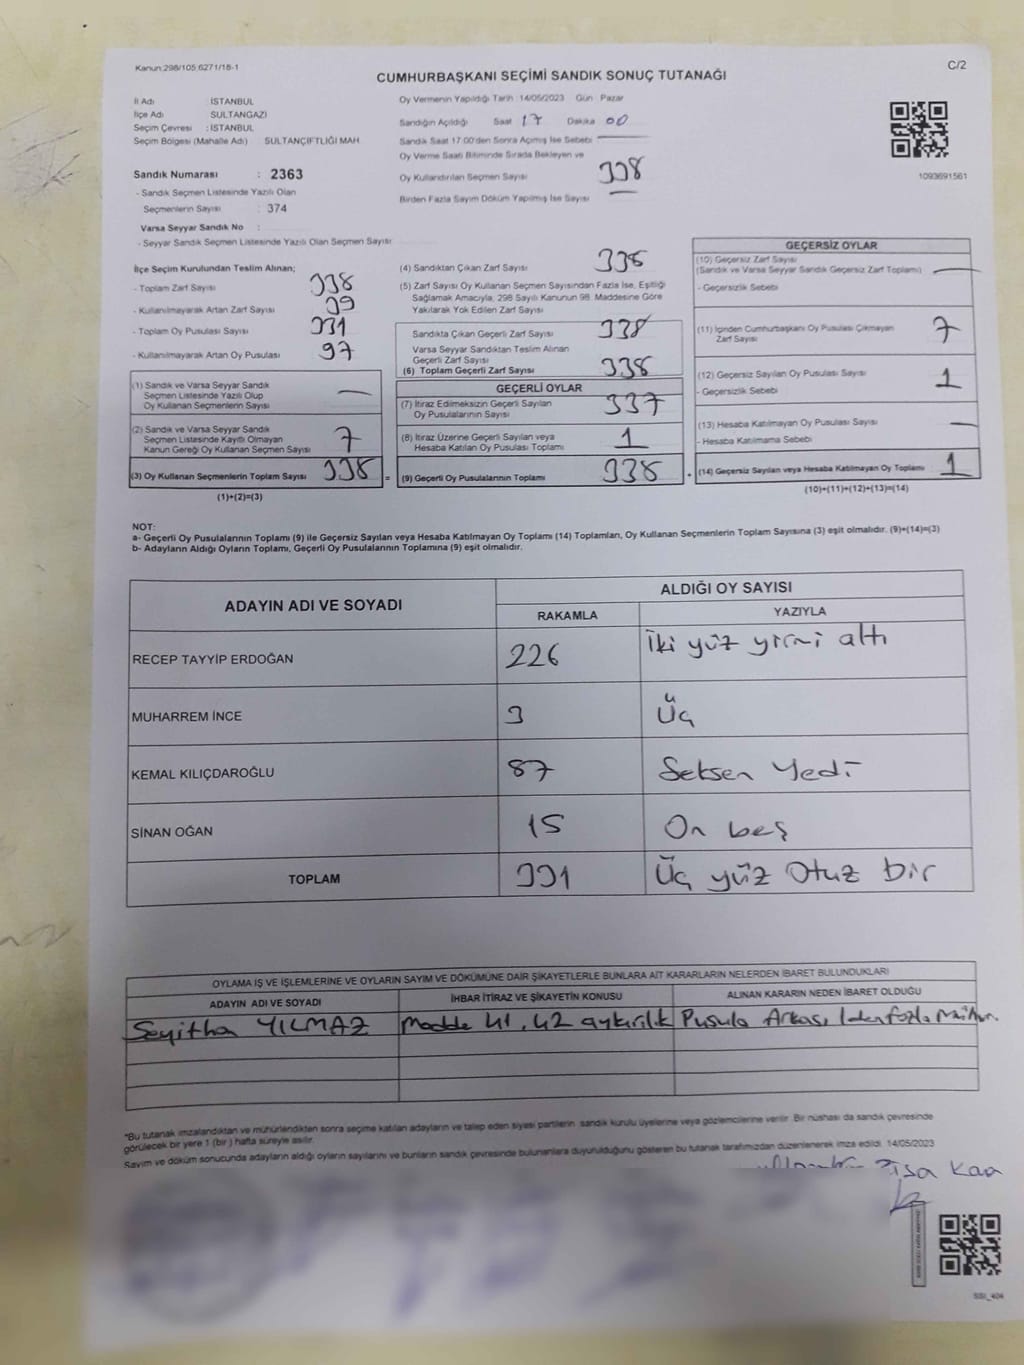 Kanun:298/105 6271/18-1
C/2
CUMHURBAŞKANI SEÇİMİ SANDIK SONUÇ TUTANAĞI
İl Adı : İSTANBUL
İlçe Adı : SULTANGAZİ
Seçim Çevresi : İSTANBUL
Seçim Bölgesi (Mahalle Adı) SULTANÇİFTLİĞİ MAH.
Sandık Numarası : 2363
- Sandık Seçmen Listesinde Yazılı Olan
Seçmenlerin Sayısı : 374
Varsa Seyyar Sandık No :
- Seyyar Sandık Seçmen Listesinde Yazılı Olan Seçmen Sayısı
Oy Vermenin Yapıldığı Tarih : 14/05/2023 Gün : Pazar
Sandığın Açıldığı Saat 17 Dakika 00
Sandık Saat 17:00'den Sonra Açımış İse Sebebi
Oy Verme Saati Bitiminde Sırada Bekleyen ve
Oy Kullandırılan Seçmen Sayısı 338
Birden Fazla Sayım Döküm Yapılmış İse Sayısı
1093691561
İlçe Seçim Kurulundan Teslim Alınan;
- Toplam Zarf Sayısı 338
- Kullanılmayarak Artan Zarf Sayısı 39
- Toplam Oy Pusulası Sayısı 331
- Kullanılmayarak Artan Oy Pusulası 97
(1) Sandık ve Varsa Seyyar Sandık
Seçmen Listesinde Yazılı Olup
Oy Kullanan Seçmenlerin Sayısı
(2) Sandık ve Varsa Seyyar Sandık
Seçmen Listesinde Kayıtlı Olmayan
Kanun Gereği Oy Kullanan Seçmen Sayısı 7
(3) Oy Kullanan Seçmenlerin Toplam Sayısı 338 =
(1)+(2)=(3)
(4) Sandıktan Çıkan Zarf Sayısı 338
(5) Zarf Sayısı Oy Kullanan Seçmen Sayısından Fazla İse, Eşitliği
Sağlamak Amacıyla, 298 Sayılı Kanunun 98. Maddesine Göre
Yakılarak Yok Edilen Zarf Sayısı
Sandıkta Çıkan Geçerli Zarf Sayısı 338
Varsa Seyyar Sandıktan Teslim Alınan
Geçerli Zarf Sayısı
(6) Toplam Geçerli Zarf Sayısı 338
GEÇERLİ OYLAR
(7) İtiraz Edilmeksizin Geçerli Sayılan
Oy Pusulalarının Sayısı 337
(8) İtiraz Üzerine Geçerli Sayılan veya
Hesaba Katılan Oy Pusulası Toplamı 1
(9) Geçerli Oy Pusulalarının Toplamı 338 +
GEÇERSİZ OYLAR
(10) Geçersiz Zarf Sayısı
(Sandık ve Varsa Seyyar Sandık Geçersiz Zarf Toplamı)
- Geçersizlik Sebebi
(11) İçinden Cumhurbaşkanı Oy Pusulası Çıkmayan
Zarf Sayısı 7
(12) Geçersiz Sayılan Oy Pusulası Sayısı 1
- Geçersizlik Sebebi
(13) Hesaba Katılmayan Oy Pusulası Sayısı
- Hesaba Katılmama Sebebi
(14) Geçersiz Sayılan veya Hesaba Katılmayan Oy Toplamı 1
(10)+(11)+(12)+(13)=(14)
NOT:
a- Geçerli Oy Pusulalarının Toplamı (9) ile Geçersiz Sayılan veya Hesaba Katılmayan Oy Toplamı (14) Toplamları, Oy Kullanan Seçmenlerin Toplam Sayısına (3) eşit olmalıdır. (9)+(14)=(3)
b- Adayların Aldığı Oyların Toplamı, Geçerli Oy Pusulalarının Toplamına (9) eşit olmalıdır.
ADAYIN ADI VE SOYADI
ALDIĞI OY SAYISI
RAKAMLA YAZIYLA
RECEP TAYYİP ERDOĞAN 226 İki yüz yirmi altı
MUHARREM İNCE 3 Üç
KEMAL KILIÇDAROĞLU 87 Seksen Yedi
SİNAN OĞAN 15 On beş
TOPLAM 331 Üç yüz Otuz bir
OYLAMA İŞ VE İŞLEMLERİNE VE OYLARIN SAYIM VE DÖKÜMÜNE DAİR ŞİKAYETLERLE BUNLARA AİT KARARLARIN NELERDEN İBARET BULUNDUKLARI
ADAYIN ADI VE SOYADI İHBAR İTİRAZ VE ŞİKAYETİN KONUSU ALINAN KARARIN NEDEN İBARET OLDUĞU
Seyitha YILMAZ Madde 41, 42 aykırılık Pusula Arkası 1den fazla
*Bu tutanak imzalandıktan ve mühürlendikten sonra seçime katılan adayların ve talep eden siyasi partilerin sandık kurulu üyelerine veya gözlemcilerine verilir. Bir nüshası da sandık çevresinde
görülecek bir yere 1 (bir ) hafta süreyle asılır.
Sayım ve döküm sonucunda adayların aldığı oyların sayılarını ve bunların sandık çevresinde bulunanlara duyurulduğunu gösteren bu tutanak tarafımızdan düzenlenerek imza edildi. 14/05/2023
SSI_404